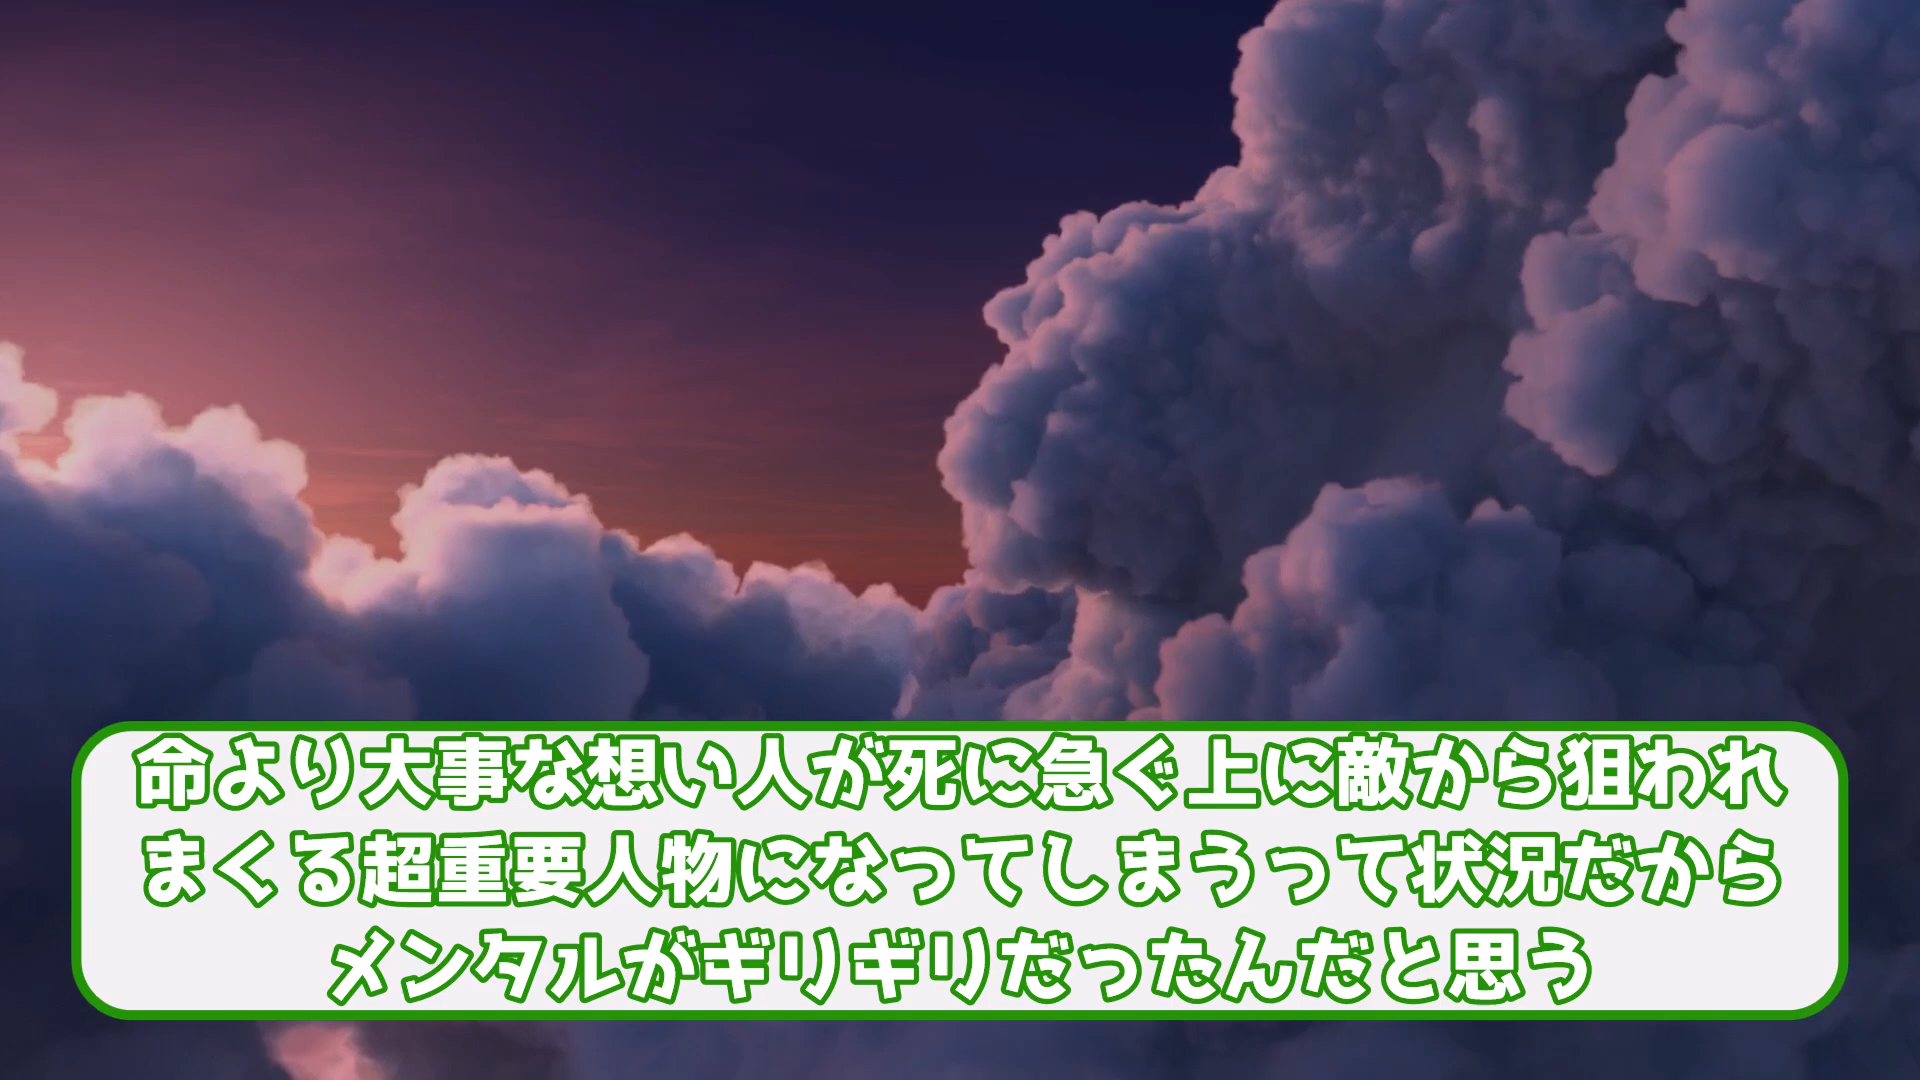 命より大事な想い人が死に急ぐ上に敵から狙われ
まくる超重要人物になってしまうって状況だから
メンタルがギリギリだったんだと思う